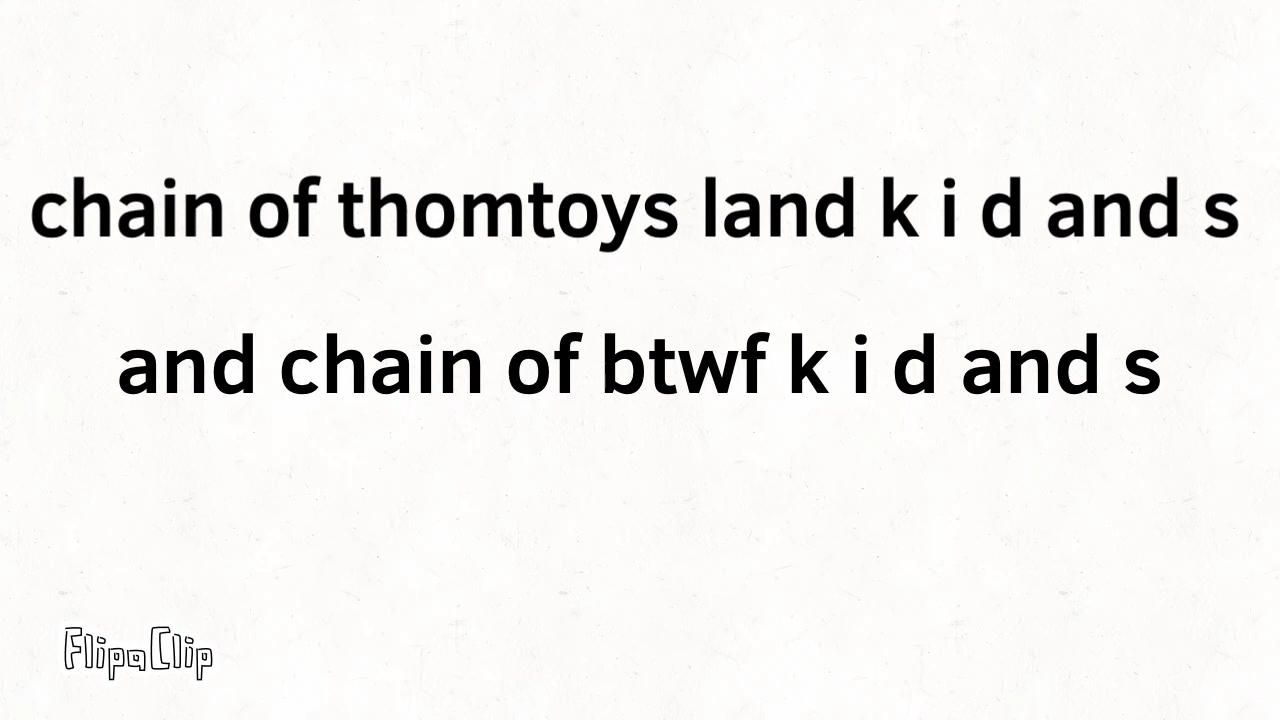 chain of thomtoys land k i d and s
and chain of btwf k i d and s
FlipaClip